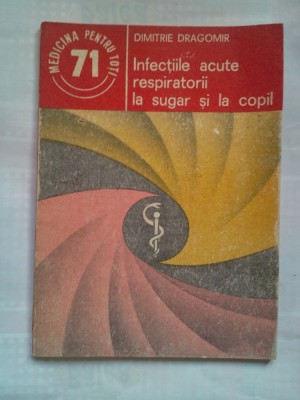 MEDICINA PENTRU TOȚI
71
DIMITRIE DRAGOMIR
Infecțiile acute
respiratorii
la sugar și la copil